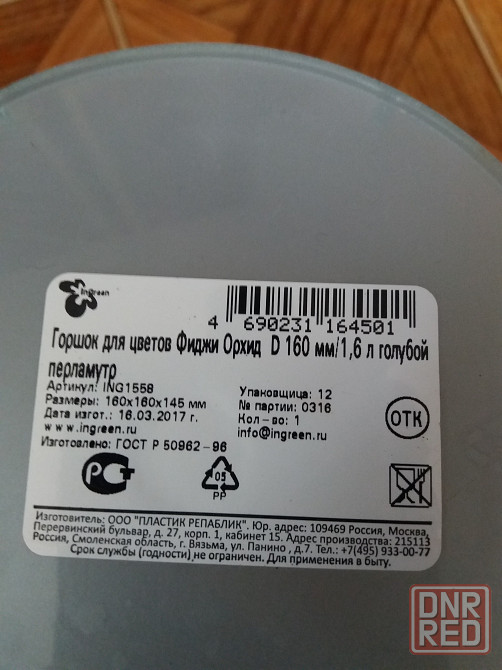 InGreen
4 690231 164501
Горшок для цветов Фиджи Орхид D 160 мм/1,6 л голубой
перламутр
Артикул: ING1558
Размеры: 160x160x145 мм
Дата изгот.: 16.03.2017 г.
www.ingreen.ru
Изготовлено: ГОСТ Р 50962-96
Упаковщица: 12
№ партии: 0316
Кол-во: 1
info@ingreen.ru
ОТК
РСТ
05
PP
Изготовитель: ООО "ПЛАСТИК РЕПАБЛИК". Юр. адрес: 109469 Россия, Москва,
Перервинский бульвар, д. 27, корп. 1, кабинет 15. Адрес производства: 215113
Россия, Смоленская область, г. Вязьма, ул. Панино , д.7. Тел.: +7(495) 933-00-77
Срок службы (годности) не ограничен. Для применения в быту.
DNR
RED